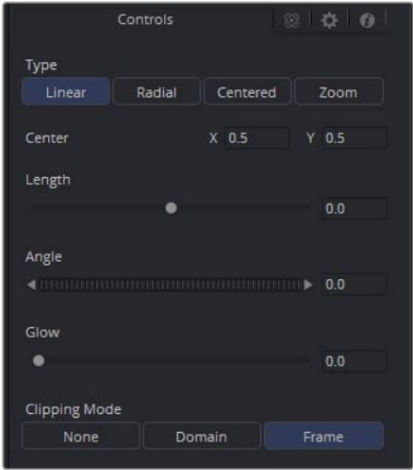 Controls
Type
Linear Radial Centered Zoom
Center X 0.5 Y 0.5
Length
0.0
Angle
0.0
Glow
0.0
Clipping Mode
None Domain Frame